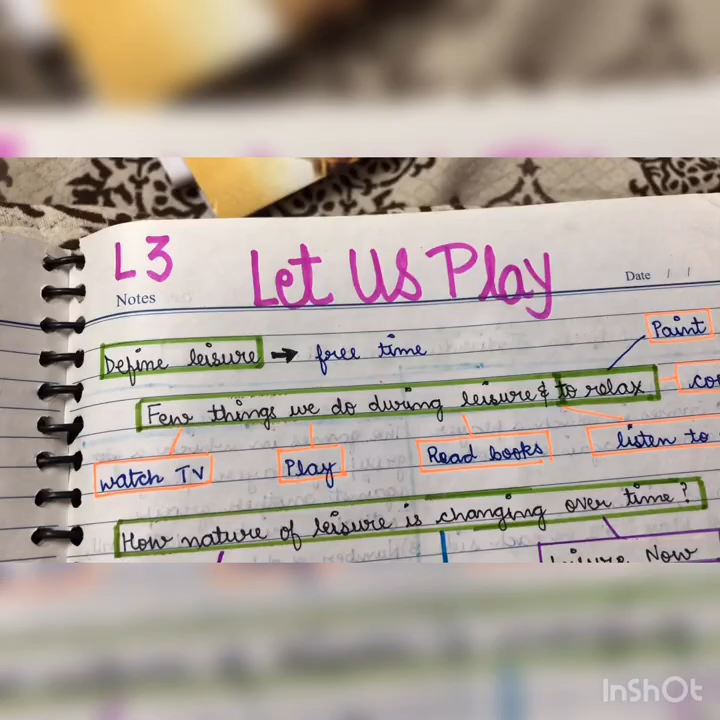 L3 Let Us Play
Notes
Date / /
Define leisure → free time
Paint
Few things we do during leisure & to relax
watch TV
Play
Read books
listen to
How nature of leisure is changing over time?
Now
InShOt